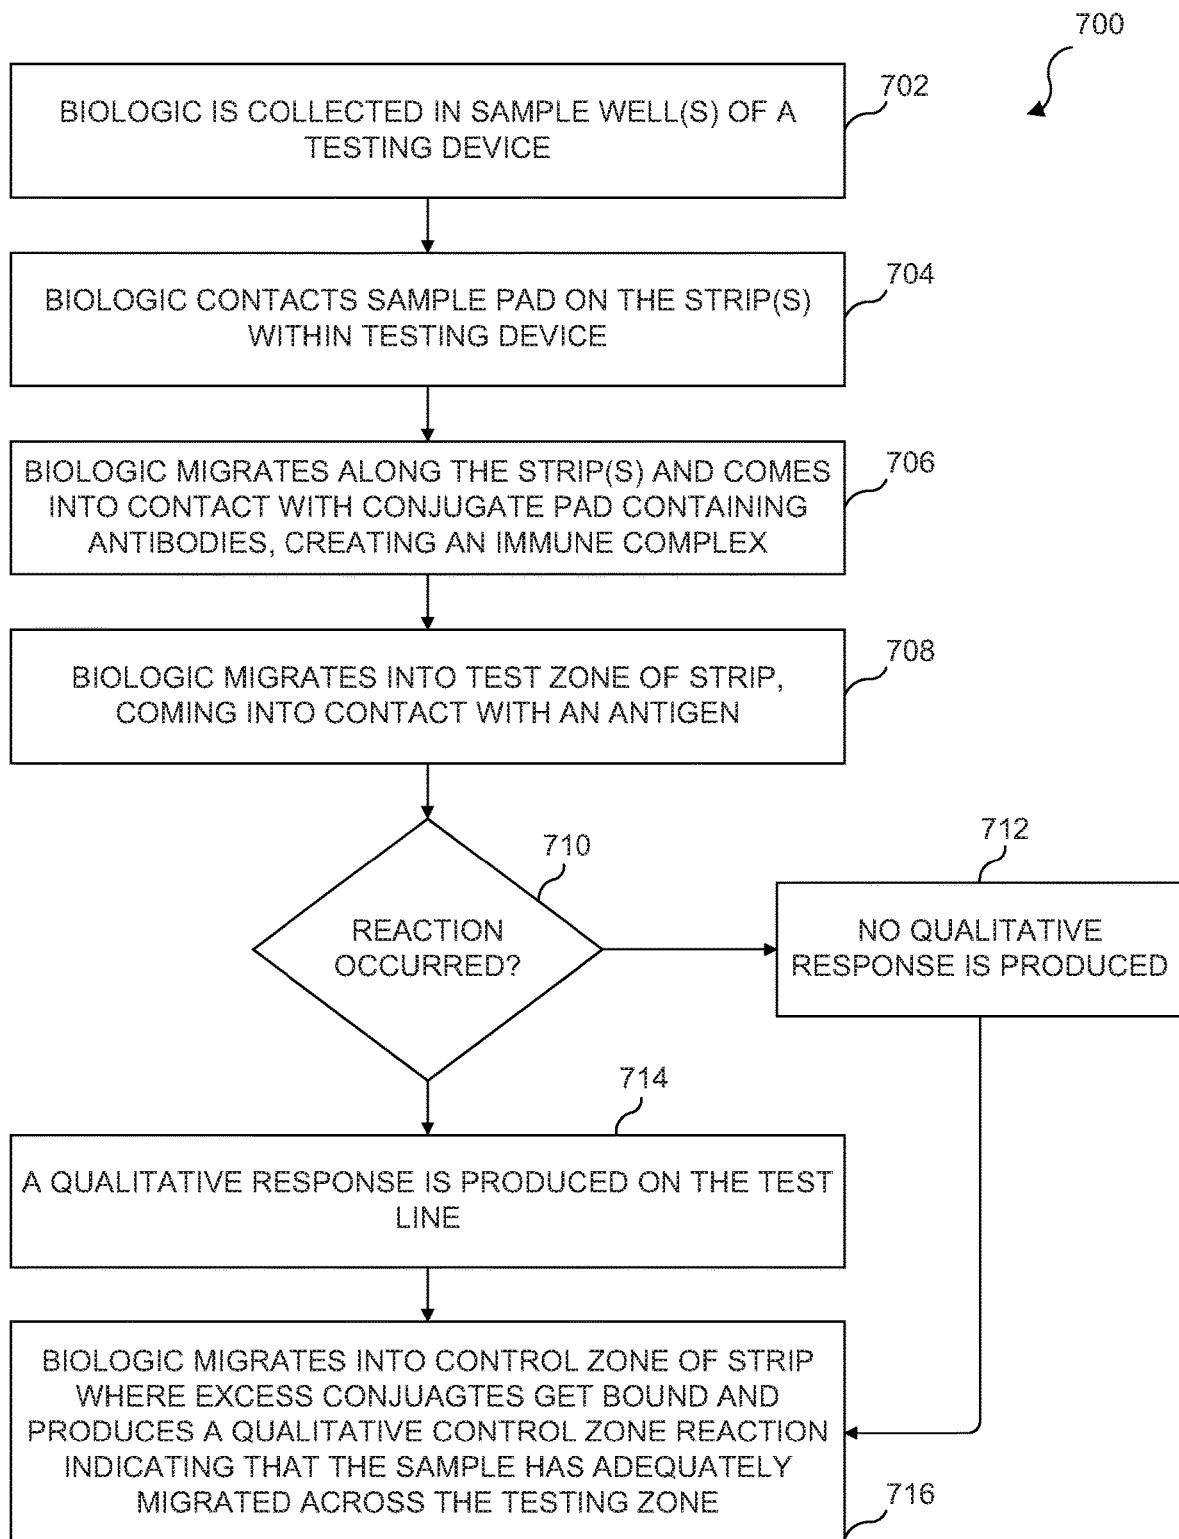 700
BIOLOGIC IS COLLECTED IN SAMPLE WELL(S) OF A
TESTING DEVICE
702
BIOLOGIC CONTACTS SAMPLE PAD ON THE STRIP(S)
WITHIN TESTING DEVICE
704
BIOLOGIC MIGRATES ALONG THE STRIP(S) AND COMES
INTO CONTACT WITH CONJUGATE PAD CONTAINING
ANTIBODIES, CREATING AN IMMUNE COMPLEX
706
BIOLOGIC MIGRATES INTO TEST ZONE OF STRIP,
COMING INTO CONTACT WITH AN ANTIGEN
708
REACTION
OCCURRED?
710
NO QUALITATIVE
RESPONSE IS PRODUCED
712
A QUALITATIVE RESPONSE IS PRODUCED ON THE TEST
LINE
714
BIOLOGIC MIGRATES INTO CONTROL ZONE OF STRIP
WHERE EXCESS CONJUAGTES GET BOUND AND
PRODUCES A QUALITATIVE CONTROL ZONE REACTION
INDICATING THAT THE SAMPLE HAS ADEQUATELY
MIGRATED ACROSS THE TESTING ZONE
716